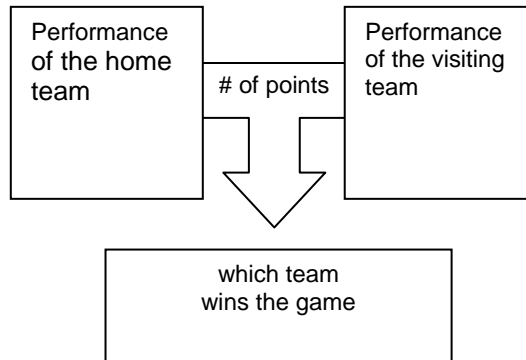 Performance
of the home
team
# of points
Performance
of the visiting
team
which team
wins the game